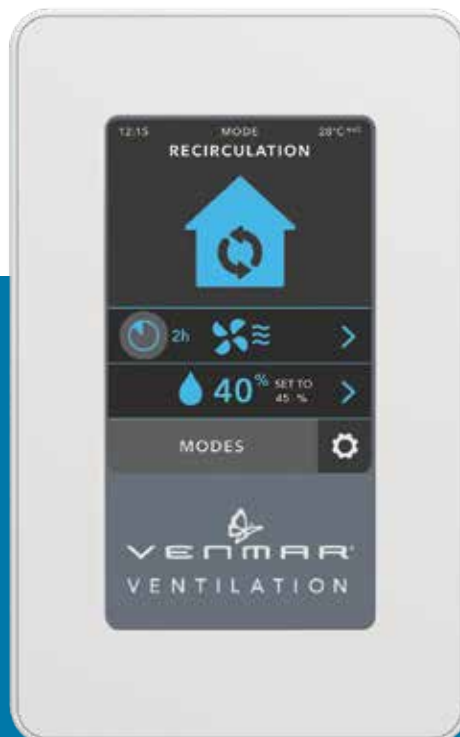 12:15 MODE 28°C
RECIRCULATION
2h
40% SET TO
45 %
MODES
VENMAR
VENTILATION